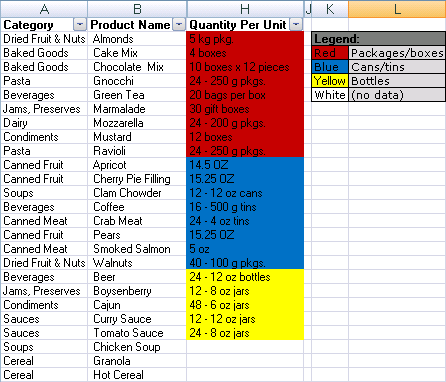 A B H J K L
Category Product Name Quantity Per Unit
Dried Fruit & Nuts Almonds 5 kg pkg. Legend:
Baked Goods Cake Mix 4 boxes Red Packages/boxes
Baked Goods Chocolate Mix 10 boxes x 12 pieces Blue Cans/tins
Pasta Gnocchi 24 - 250 g pkgs. Yellow Bottles
Beverages Green Tea 20 bags per box White (no data)
Jams, Preserves Marmalade 30 gift boxes
Dairy Mozzarella 24 - 200 g pkgs.
Condiments Mustard 12 boxes
Pasta Ravioli 24 - 250 g pkgs.
Canned Fruit Apricot 14.5 OZ
Canned Fruit Cherry Pie Filling 15.25 OZ
Soups Clam Chowder 12 - 12 oz cans
Beverages Coffee 16 - 500 g tins
Canned Meat Crab Meat 24 - 4 oz tins
Canned Fruit Pears 15.25 OZ
Canned Meat Smoked Salmon 5 oz
Dried Fruit & Nuts Walnuts 40 - 100 g pkgs.
Beverages Beer 24 - 12 oz bottles
Jams, Preserves Boysenberry 12 - 8 oz jars
Condiments Cajun 48 - 6 oz jars
Sauces Curry Sauce 12 - 12 oz jars
Sauces Tomato Sauce 24 - 8 oz jars
Soups Chicken Soup
Cereal Granola
Cereal Hot Cereal